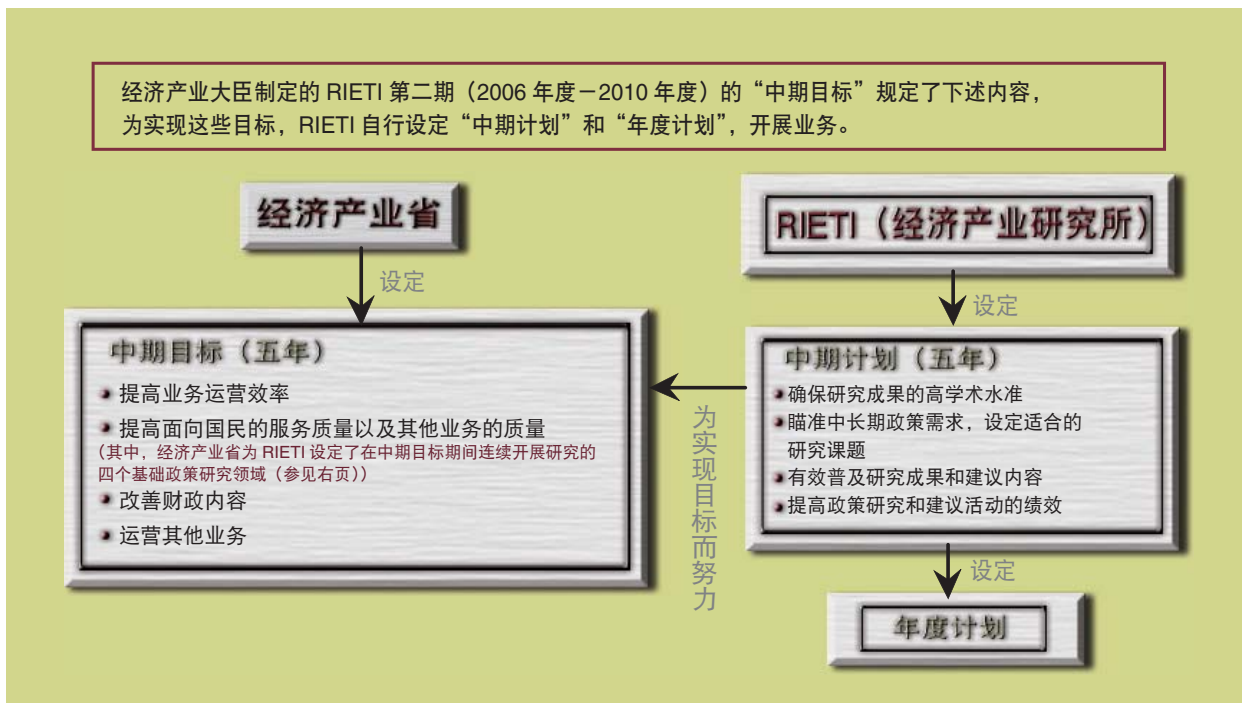 经济产业大臣制定的 RIETI 第二期（2006 年度－2010 年度）的“中期目标”规定了下述内容，
为实现这些目标，RIETI 自行设定“中期计划”和“年度计划”，开展业务。
经济产业省
设定
中期目标（五年）
提高业务运营效率
提高面向国民的服务质量以及其他业务的质量
（其中，经济产业省为 RIETI 设定了在中期目标期间连续开展研究的
四个基础政策研究领域（参见右页））
改善财政内容
运营其他业务
为实现目标而努力
RIETI（经济产业研究所）
设定
中期计划（五年）
确保研究成果的高学术水准
瞄准中长期政策需求，设定适合的
研究课题
有效普及研究成果和建议内容
提高政策研究和建议活动的绩效
设定
年度计划